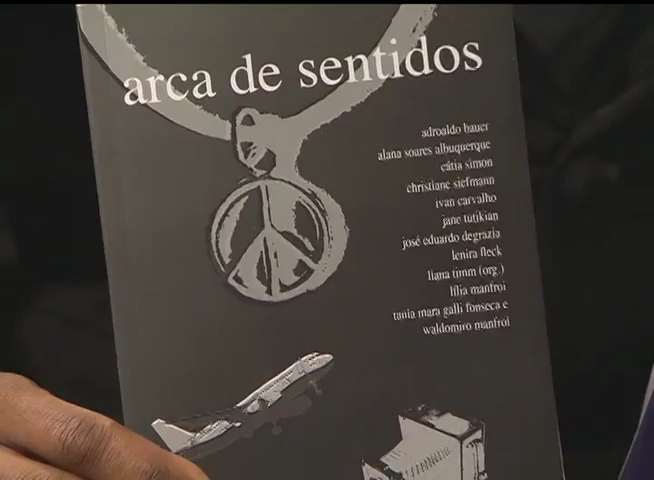 arca de sentidos
adroaldo bauer
alana soares albuquerque
cátia simon
christiane siefmann
ivan carvalho
jane tutikian
josé eduardo degrazia
lenira fleck
liana timm (org.)
lília manfroi
tania mara galli fonseca e
waldomiro manfroi